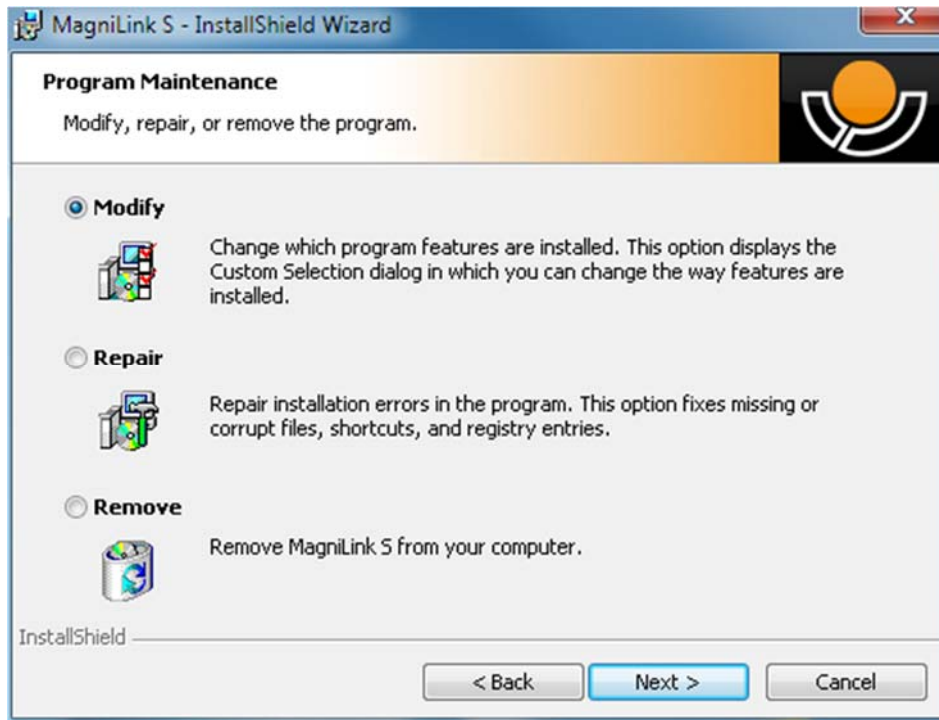 MagniLink S - InstallShield Wizard
Program Maintenance
Modify, repair, or remove the program.
Modify
Change which program features are installed. This option displays the
Custom Selection dialog in which you can change the way features are
installed.
Repair
Repair installation errors in the program. This option fixes missing or
corrupt files, shortcuts, and registry entries.
Remove
Remove MagniLink S from your computer.
InstallShield
< Back
Next >
Cancel